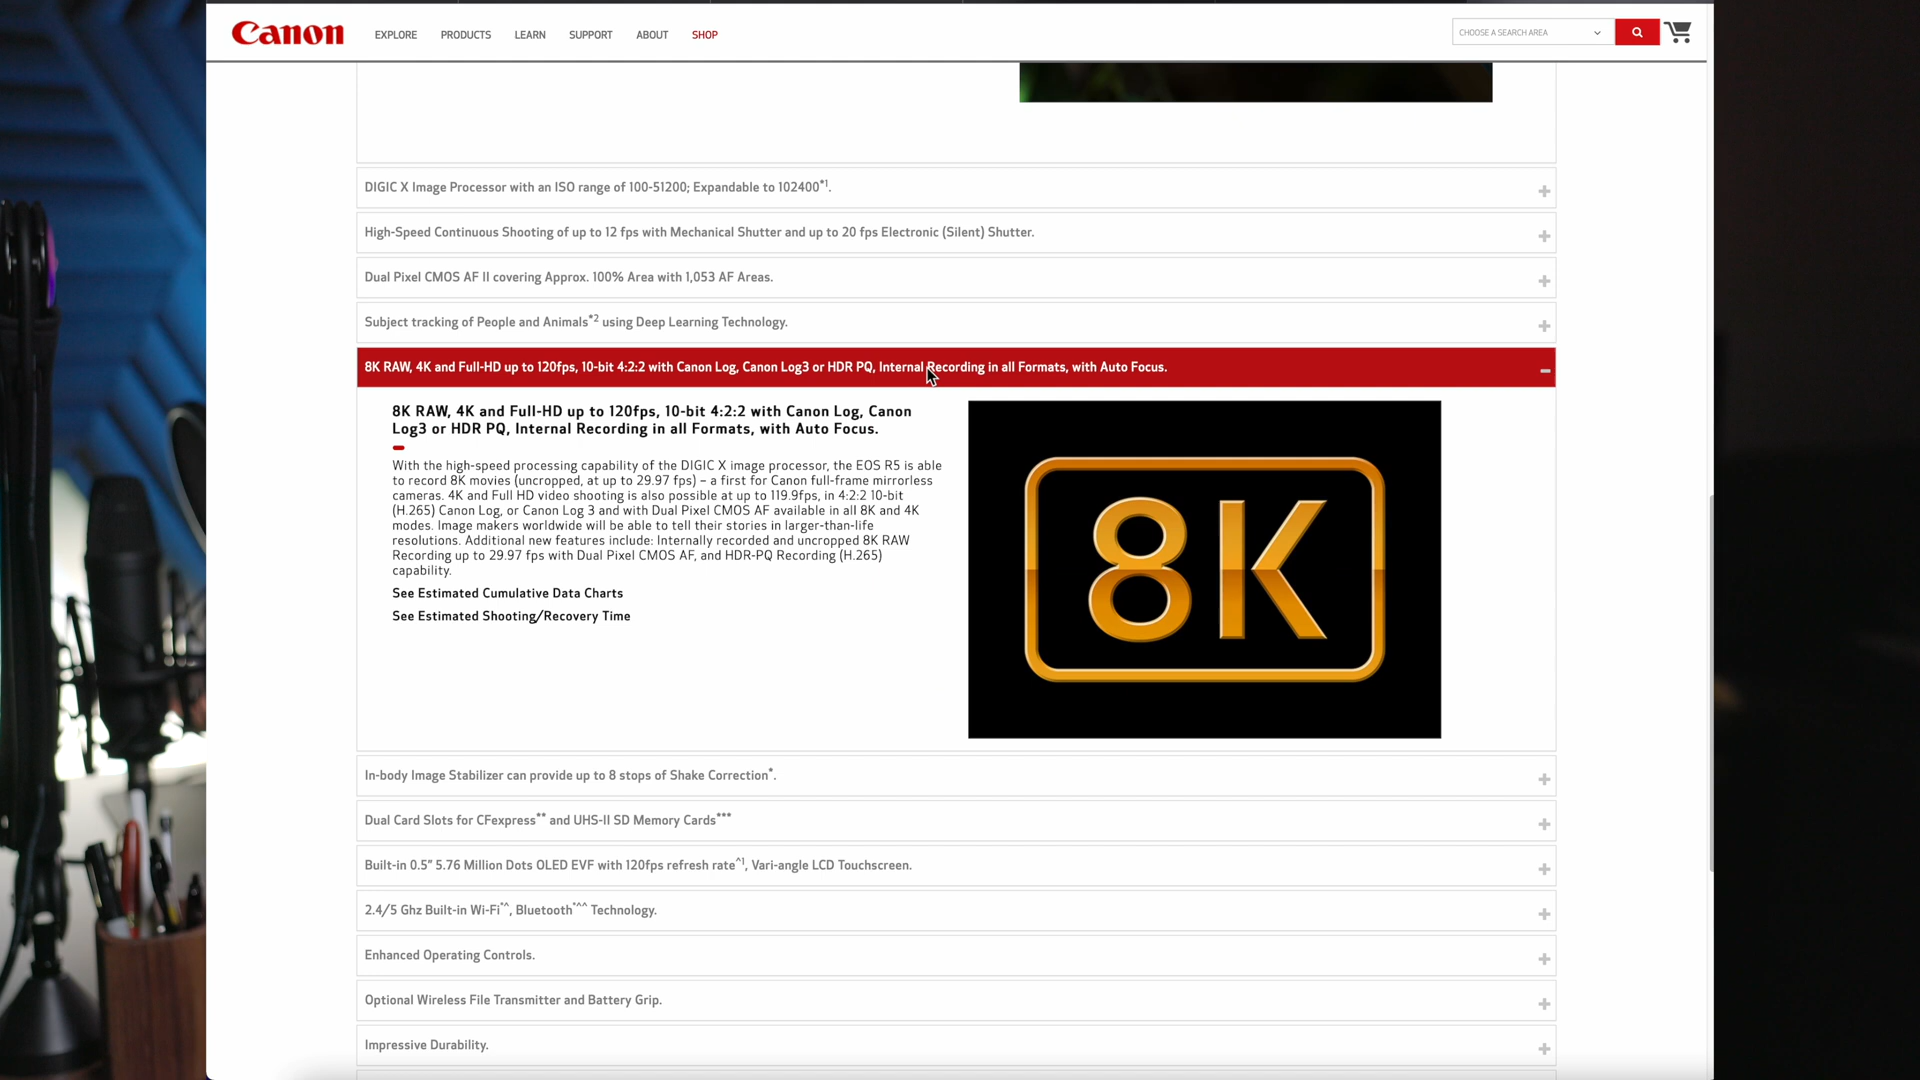 Canon
EXPLORE PRODUCTS LEARN SUPPORT ABOUT SHOP
CHOOSE A SEARCH AREA
DIGIC X Image Processor with an ISO range of 100-51200; Expandable to 102400*1.
High-Speed Continuous Shooting of up to 12 fps with Mechanical Shutter and up to 20 fps Electronic (Silent) Shutter.
Dual Pixel CMOS AF II covering Approx. 100% Area with 1,053 AF Areas.
Subject tracking of People and Animals*2 using Deep Learning Technology.
8K RAW, 4K and Full-HD up to 120fps, 10-bit 4:2:2 with Canon Log, Canon Log3 or HDR PQ, Internal Recording in all Formats, with Auto Focus.
8K RAW, 4K and Full-HD up to 120fps, 10-bit 4:2:2 with Canon Log, Canon
Log3 or HDR PQ, Internal Recording in all Formats, with Auto Focus.
With the high-speed processing capability of the DIGIC X image processor, the EOS R5 is able
to record 8K movies (uncropped, at up to 29.97 fps) – a first for Canon full-frame mirrorless
cameras. 4K and Full HD video shooting is also possible at up to 119.9fps, in 4:2:2 10-bit
(H.265) Canon Log, or Canon Log 3 and with Dual Pixel CMOS AF available in all 8K and 4K
modes. Image makers worldwide will be able to tell their stories in larger-than-life
resolutions. Additional new features include: Internally recorded and uncropped 8K RAW
Recording up to 29.97 fps with Dual Pixel CMOS AF, and HDR-PQ Recording (H.265)
capability.
See Estimated Cumulative Data Charts
See Estimated Shooting/Recovery Time
8K
In-body Image Stabilizer can provide up to 8 stops of Shake Correction*.
Dual Card Slots for CFexpress** and UHS-II SD Memory Cards***
Built-in 0.5" 5.76 Million Dots OLED EVF with 120fps refresh rate^1, Vari-angle LCD Touchscreen.
2.4/5 Ghz Built-in Wi-Fi*^, Bluetooth*^^ Technology.
Enhanced Operating Controls.
Optional Wireless File Transmitter and Battery Grip.
Impressive Durability.